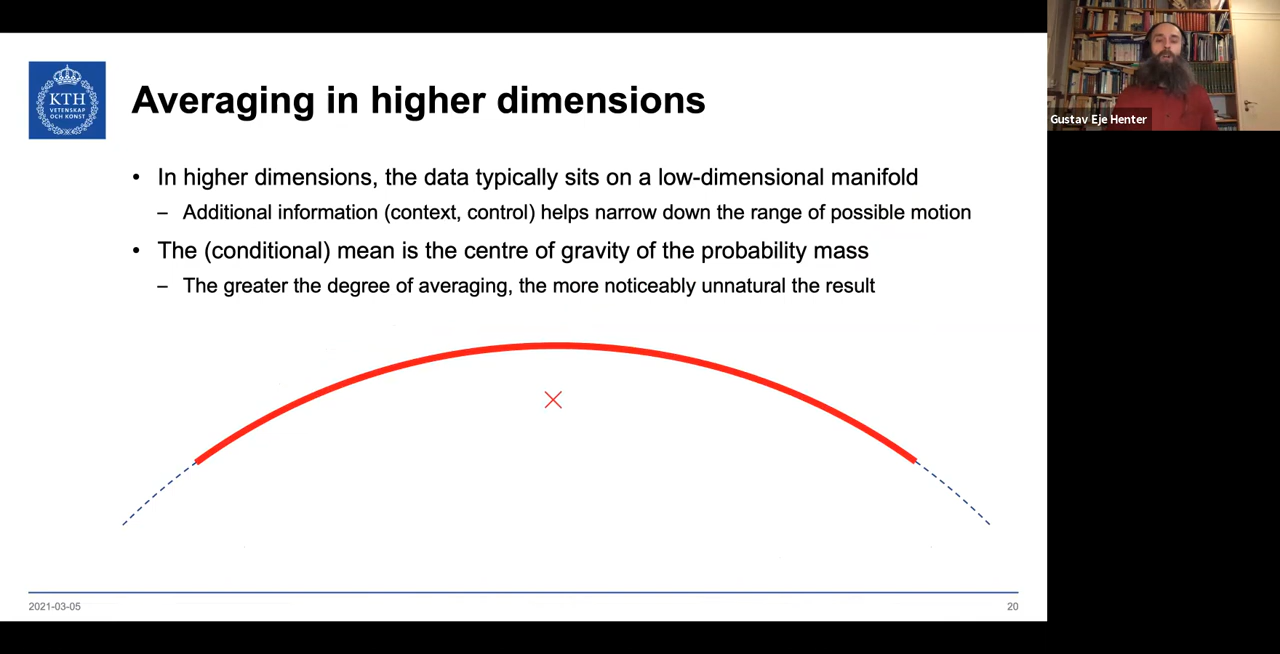 KTH
VETENSKAP
OCH KONST
Averaging in higher dimensions
• In higher dimensions, the data typically sits on a low-dimensional manifold
– Additional information (context, control) helps narrow down the range of possible motion
• The (conditional) mean is the centre of gravity of the probability mass
– The greater the degree of averaging, the more noticeably unnatural the result
2021-03-05
20
Gustav Eje Henter